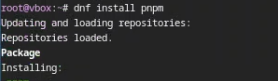 root@vbox:~# dnf install pnpm
Updating and loading repositories:
Repositories loaded.
Package
Installing: